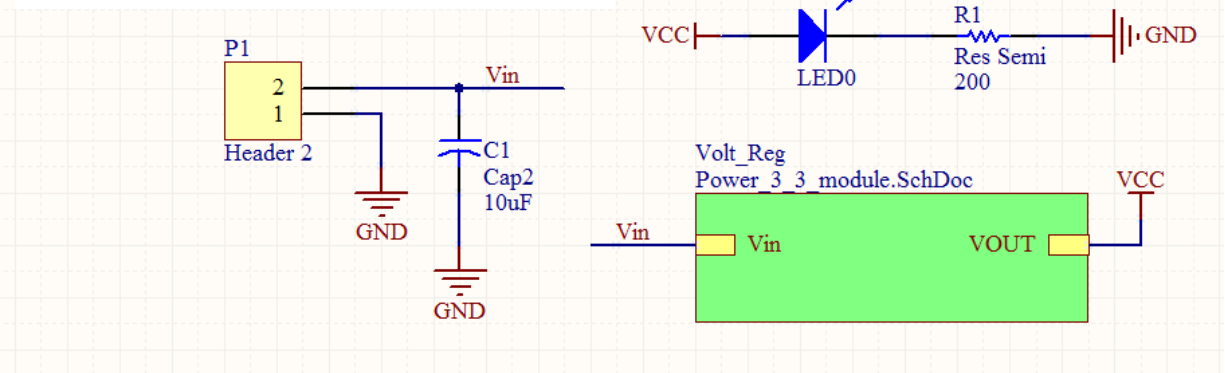 P1
2
1
Header 2
Vin
C1
Cap2
10uF
GND
GND
VCC
LED0
R1
Res Semi
200
GND
Volt_Reg
Power_3_3_module.SchDoc
Vin
Vin
VOUT
VCC